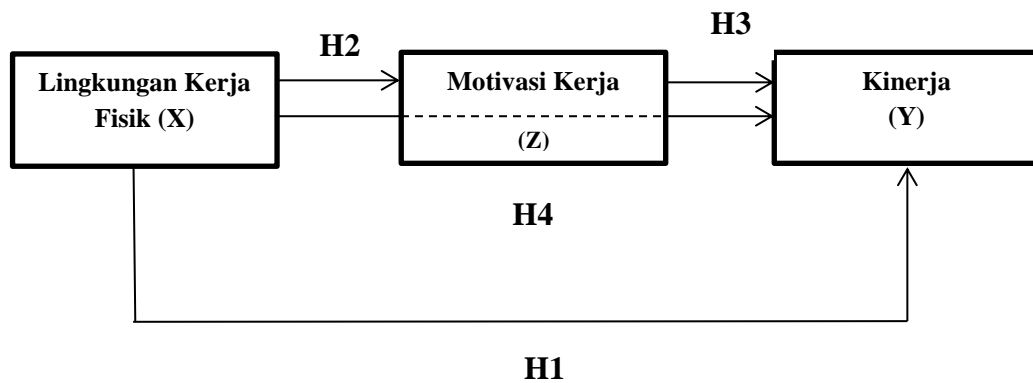 H2
H3
Lingkungan Kerja
Fisik (X)
Motivasi Kerja
(Z)
Kinerja
(Y)
H4
H1